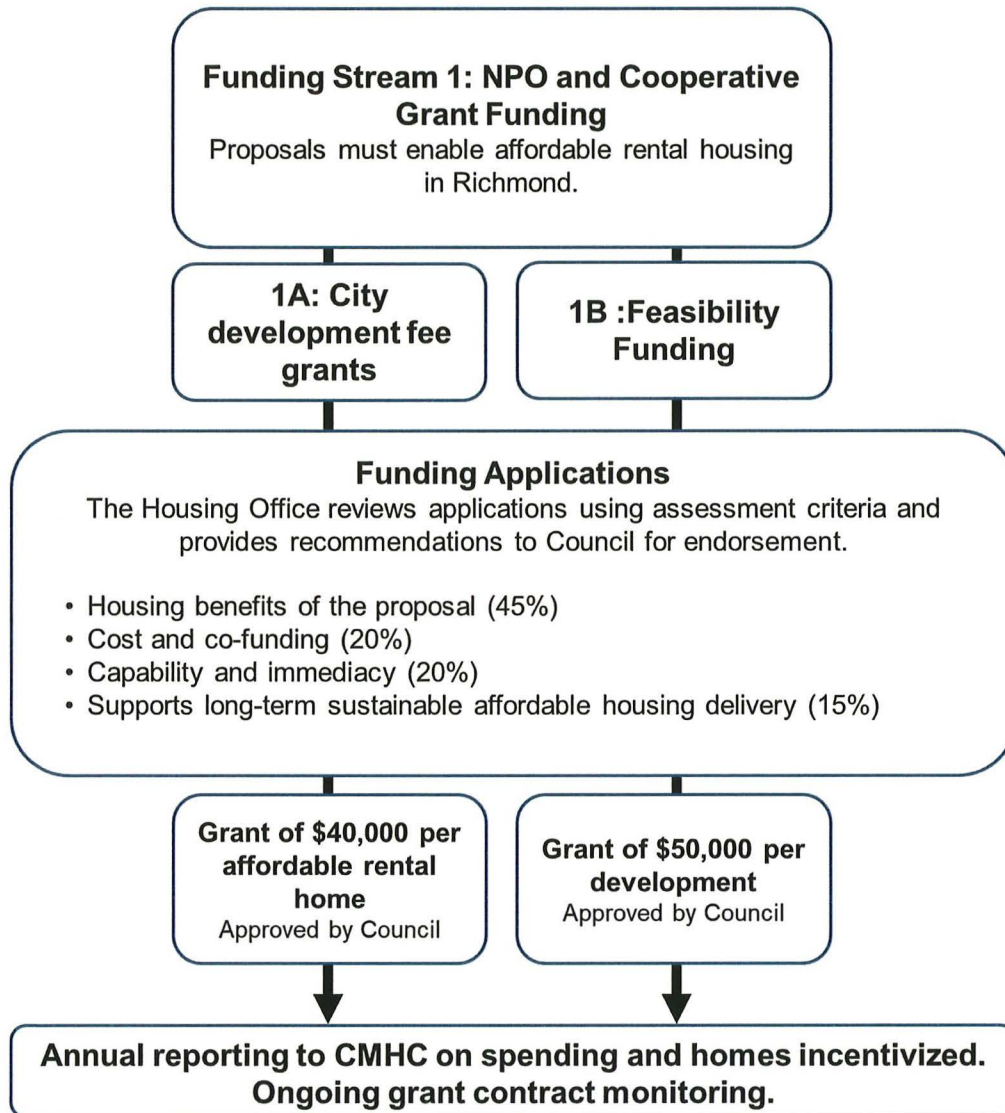 Funding Stream 1: NPO and Cooperative
Grant Funding
Proposals must enable affordable rental housing
in Richmond.
1A: City
development fee
grants
1B :Feasibility
Funding
Funding Applications
The Housing Office reviews applications using assessment criteria and
provides recommendations to Council for endorsement.
• Housing benefits of the proposal (45%)
• Cost and co-funding (20%)
• Capability and immediacy (20%)
• Supports long-term sustainable affordable housing delivery (15%)
Grant of $40,000 per
affordable rental
home
Approved by Council
Grant of $50,000 per
development
Approved by Council
Annual reporting to CMHC on spending and homes incentivized.
Ongoing grant contract monitoring.